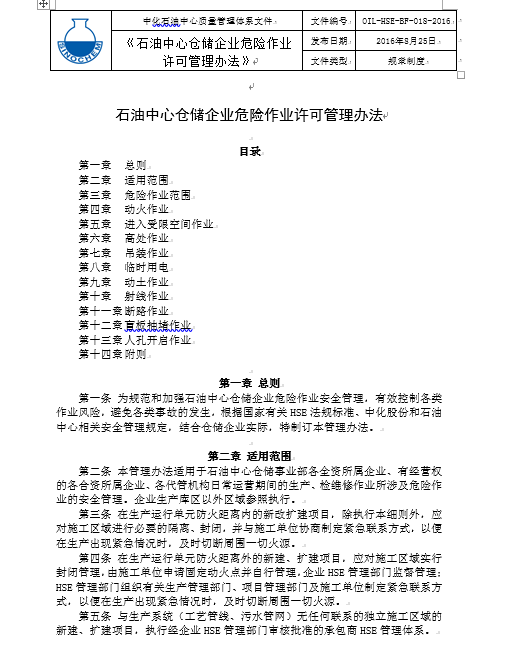 SINOCHEM
中化石油中心质量管理体系文件
文件编号:
OIL-HSE-BF-018-2016
《石油中心仓储企业危险作业
许可管理办法》
发布日期:
2016年8月25日
文件类型:
规章制度
石油中心仓储企业危险作业许可管理办法
目录
第一章 总则
第二章 适用范围
第三章 危险作业范围
第四章 动火作业
第五章 进入受限空间作业
第六章 高处作业
第七章 吊装作业
第八章 临时用电
第九章 动土作业
第十章 射线作业
第十一章断路作业
第十二章盲板抽堵作业
第十三章人孔开启作业
第十四章附则
第一章 总则
第一条 为规范和加强石油中心仓储企业危险作业安全管理,有效控制各类
作业风险,避免各类事故的发生,根据国家有关HSE法规标准、中化股份和石油
中心相关安全管理规定,结合仓储企业实际,特制订本管理办法。
第二章 适用范围
第二条 本管理办法适用于石油中心仓储事业部各全资所属企业、有经营权
的各合资所属企业、各代管机构日常运营期间的生产、检维修作业所涉及危险作
业的安全管理。企业生产库区以外区域参照执行。
第三条 在生产运行单元防火距离内的新改扩建项目,除执行本细则外,应
对施工区域进行必要的隔离、封闭,并与施工单位协商制定紧急联系方式,以便
在生产出现紧急情况时,及时切断周围一切火源。
第四条 在生产运行单元防火距离外的新建、扩建项目,应对施工区域实行
封闭管理,由施工单位申请固定动火点并自行管理,企业HSE管理部门监督管理;
HSE管理部门组织有关生产管理部门、项目管理部门及施工单位制定紧急联系方
式,以便在生产出现紧急情况时,及时切断周围一切火源。
第五条 与生产系统(工艺管线、污水管网)无任何联系的独立施工区域的
新建、扩建项目,执行经企业HSE管理部门审核批准的承包商HSE管理体系。